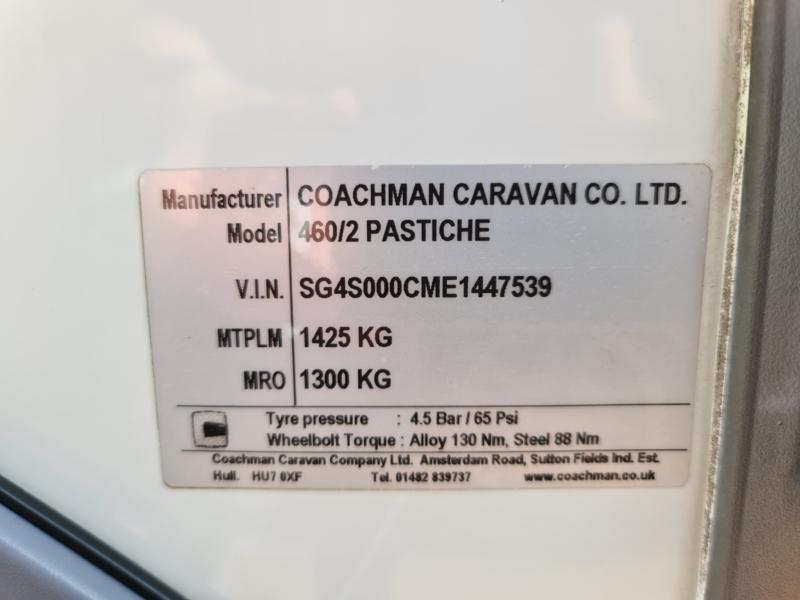 Manufacturer COACHMAN CARAVAN CO. LTD.
Model 460/2 PASTICHE
V.I.N. SG4S000CME1447539
MTPLM 1425 KG
MRO 1300 KG
Tyre pressure : 4.5 Bar / 65 Psi
Wheelbolt Torque : Alloy 130 Nm, Steel 88 Nm
Coachman Caravan Company Ltd. Amsterdam Road, Sutton Fields Ind. Est.
Hull. HU7 0XF Tel. 01482 839737 www.coachman.co.uk